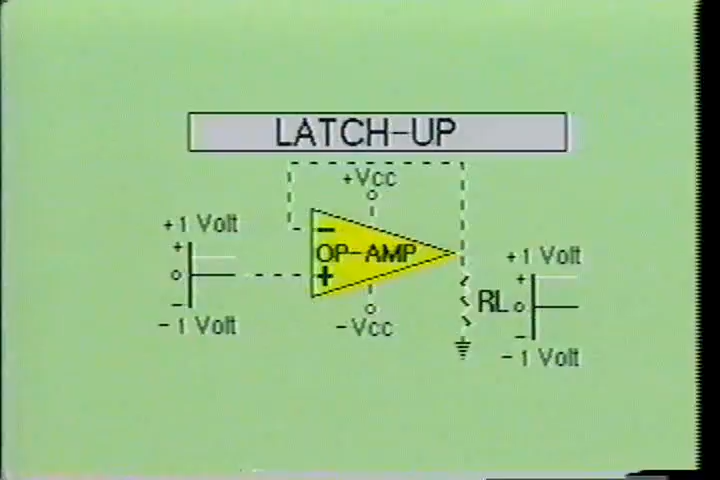 LATCH-UP
+Vcc
+1 Volt
−
OP-AMP
+
o
+
−
−1 Volt
−Vcc
RL
+1 Volt
+
o
−
−1 Volt